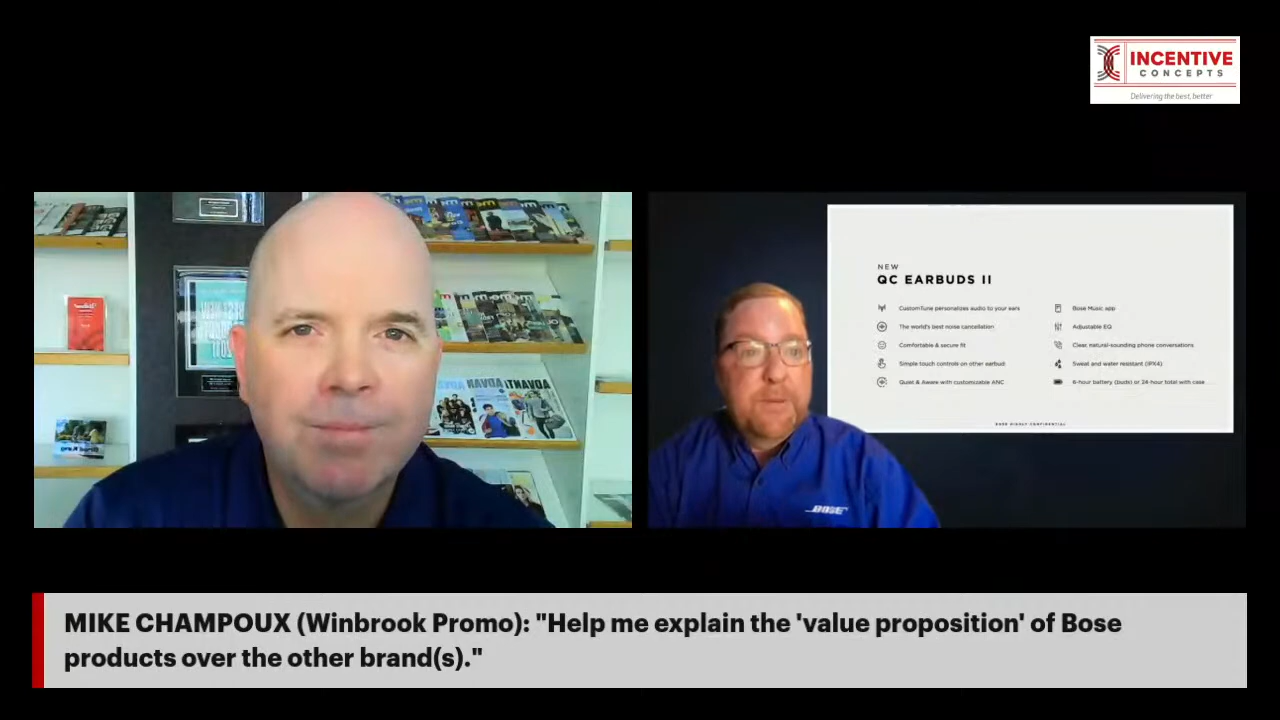 INCENTIVE
CONCEPTS
Delivering the best, better
NEW
QC EARBUDS II
CustomTune personalizes audio to your ears
The world's best noise cancellation
Comfortable & secure fit
Simple touch controls on other earbud
Quiet & Aware with customizable ANC
Bose Music app
Adjustable EQ
Clear, natural-sounding phone conversations
Sweat and water resistant (IPX4)
6-hour battery (buds) or 24-hour total with case
BOSE HIGHLY CONFIDENTIAL
BOSE
MIKE CHAMPOUX (Winbrook Promo): "Help me explain the 'value proposition' of Bose
products over the other brand(s)."